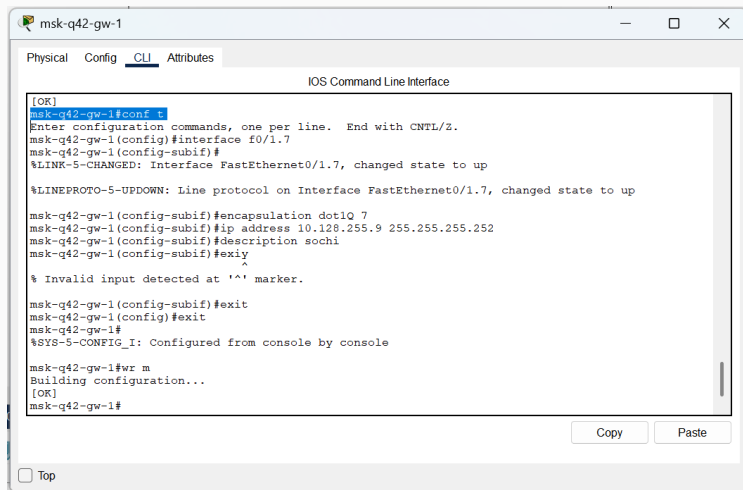 msk-q42-gw-1
Physical Config CLI Attributes
IOS Command Line Interface
[OK]
msk-q42-gw-1#conf t
Enter configuration commands, one per line.  End with CNTL/Z.
msk-q42-gw-1(config)#interface f0/1.7
msk-q42-gw-1(config-subif)#
%LINK-5-CHANGED: Interface FastEthernet0/1.7, changed state to up
%LINEPROTO-5-UPDOWN: Line protocol on Interface FastEthernet0/1.7, changed state to up
msk-q42-gw-1(config-subif)#encapsulation dot1Q 7
msk-q42-gw-1(config-subif)#ip address 10.128.255.9 255.255.255.252
msk-q42-gw-1(config-subif)#description sochi
msk-q42-gw-1(config-subif)#exiy
^
% Invalid input detected at '^' marker.
msk-q42-gw-1(config-subif)#exit
msk-q42-gw-1(config)#exit
msk-q42-gw-1#
%SYS-5-CONFIG_I: Configured from console by console
msk-q42-gw-1#wr m
Building configuration...
[OK]
msk-q42-gw-1#
Copy Paste
Top